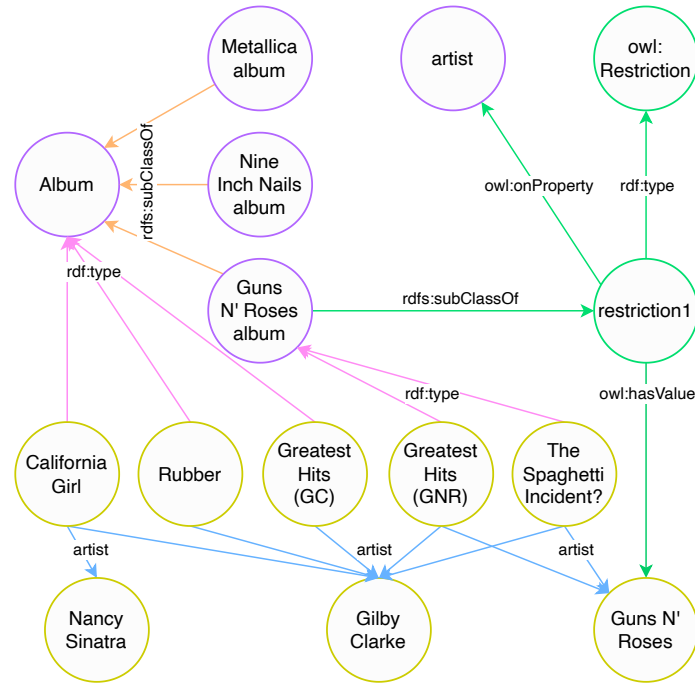 Metallica
album
artist
owl:
Restriction
Album
Nine
Inch Nails
album
rdfs:subClassOf
owl:onProperty
rdf:type
rdf:type
Guns
N' Roses
album
rdfs:subClassOf
restriction1
rdf:type
owl:hasValue
California
Girl
Rubber
Greatest
Hits
(GC)
Greatest
Hits
(GNR)
The
Spaghetti
Incident?
artist
artist
artist
Nancy
Sinatra
Gilby
Clarke
Guns N'
Roses